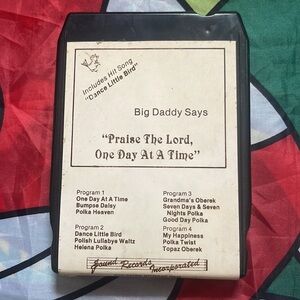 Includes Hit Song
"Dance Little Bird"
Big Daddy Says
"Praise The Lord,
One Day At A Time"
Program 1
One Day At A Time
Bumpse Daisy
Polka Heaven
Program 2
Dance Little Bird
Polish Lullabye Waltz
Helena Polka
Program 3
Grandma's Oberek
Seven Days & Seven
Nights Polka
Good Day Polka
Program 4
My Happiness
Polka Twist
Topaz Oberek
Sound Records
Incorporated